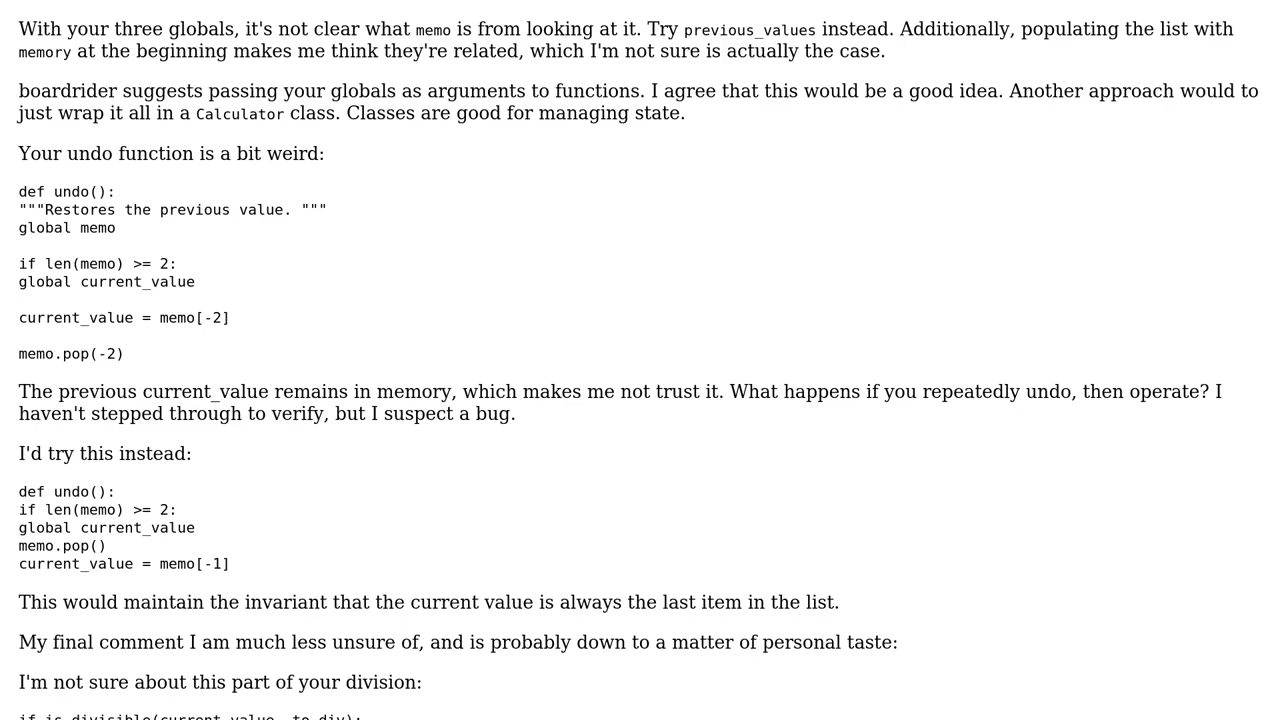 With your three globals, it's not clear what memo is from looking at it. Try previous_values instead. Additionally, populating the list with
memory at the beginning makes me think they're related, which I'm not sure is actually the case.
boardrider suggests passing your globals as arguments to functions. I agree that this would be a good idea. Another approach would to
just wrap it all in a Calculator class. Classes are good for managing state.
Your undo function is a bit weird:
def undo():
"""Restores the previous value. """
global memo
if len(memo) >= 2:
global current_value
current_value = memo[-2]
memo.pop(-2)
The previous current_value remains in memory, which makes me not trust it. What happens if you repeatedly undo, then operate? I
haven't stepped through to verify, but I suspect a bug.
I'd try this instead:
def undo():
if len(memo) >= 2:
global current_value
memo.pop()
current_value = memo[-1]
This would maintain the invariant that the current value is always the last item in the list.
My final comment I am much less unsure of, and is probably down to a matter of personal taste:
I'm not sure about this part of your division:
if is_divisible(current_value, to_div):